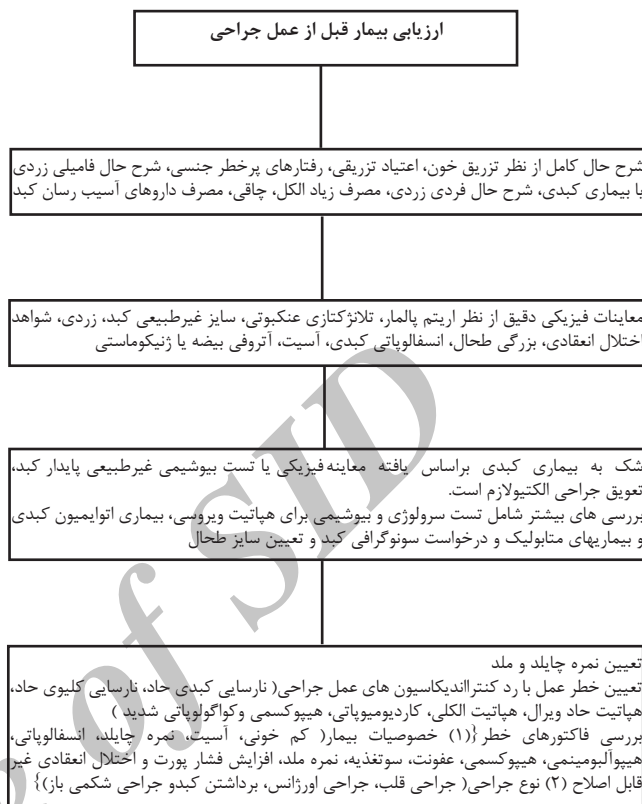 ارزیابی بیمار قبل از عمل جراحی
شرح حال کامل از نظر تزریق خون، اعتیاد تزریقی، رفتارهای پرخطر جنسی، شرح حال فامیلی زردی
یا بیماری کبدی، شرح حال فردی زردی، مصرف زیاد الکل، چاقی، مصرف داروهای آسیب رسان کبد
معاینات فیزیکی دقیق از نظر اریتم پالمار، تلانژکتازی عنکبوتی، سایز غیرطبیعی کبد، زردی، شواهد
اختلال انعقادی، بزرگی طحال، انسفالوپاتی کبدی، آسیت، آتروفی بیضه یا ژنیکوماستی
شک به بیماری کبدی براساس یافته معاینه فیزیکی یا تست بیوشیمی غیرطبیعی پایدار کبد،
تعویق جراحی الکتیولازم است.
بررسی های بیشتر شامل تست سرولوژی و بیوشیمی برای هپاتیت ویروسی، بیماری اتوایمیون کبدی
و بیماریهای متابولیک و درخواست سونوگرافی کبد و تعیین سایز طحال
تعیین نمره چایلد و ملد
تعیین خطر عمل با رد کنترااندیکاسیون های عمل جراحی( نارسایی کبدی حاد، نارسایی کلیوی حاد،
هپاتیت حاد ویرال، هپاتیت الکلی، کاردیومیوپاتی، هیپوکسمی وکواگولوپاتی شدید )
بررسی فاکتورهای خطر {(۱) خصوصیات بیمار( کم خونی، آسیت، نمره چایلد، انسفالوپاتی،
هیپوآلبومینمی، هیپوکسمی، عفونت، سوتغذیه، نمره ملد، افزایش فشار پورت و اختلال انعقادی غیر
قابل اصلاح (۲) نوع جراحی( جراحی قلب، جراحی اورژانس، برداشتن کبدو جراحی شکمی باز)}
of SID